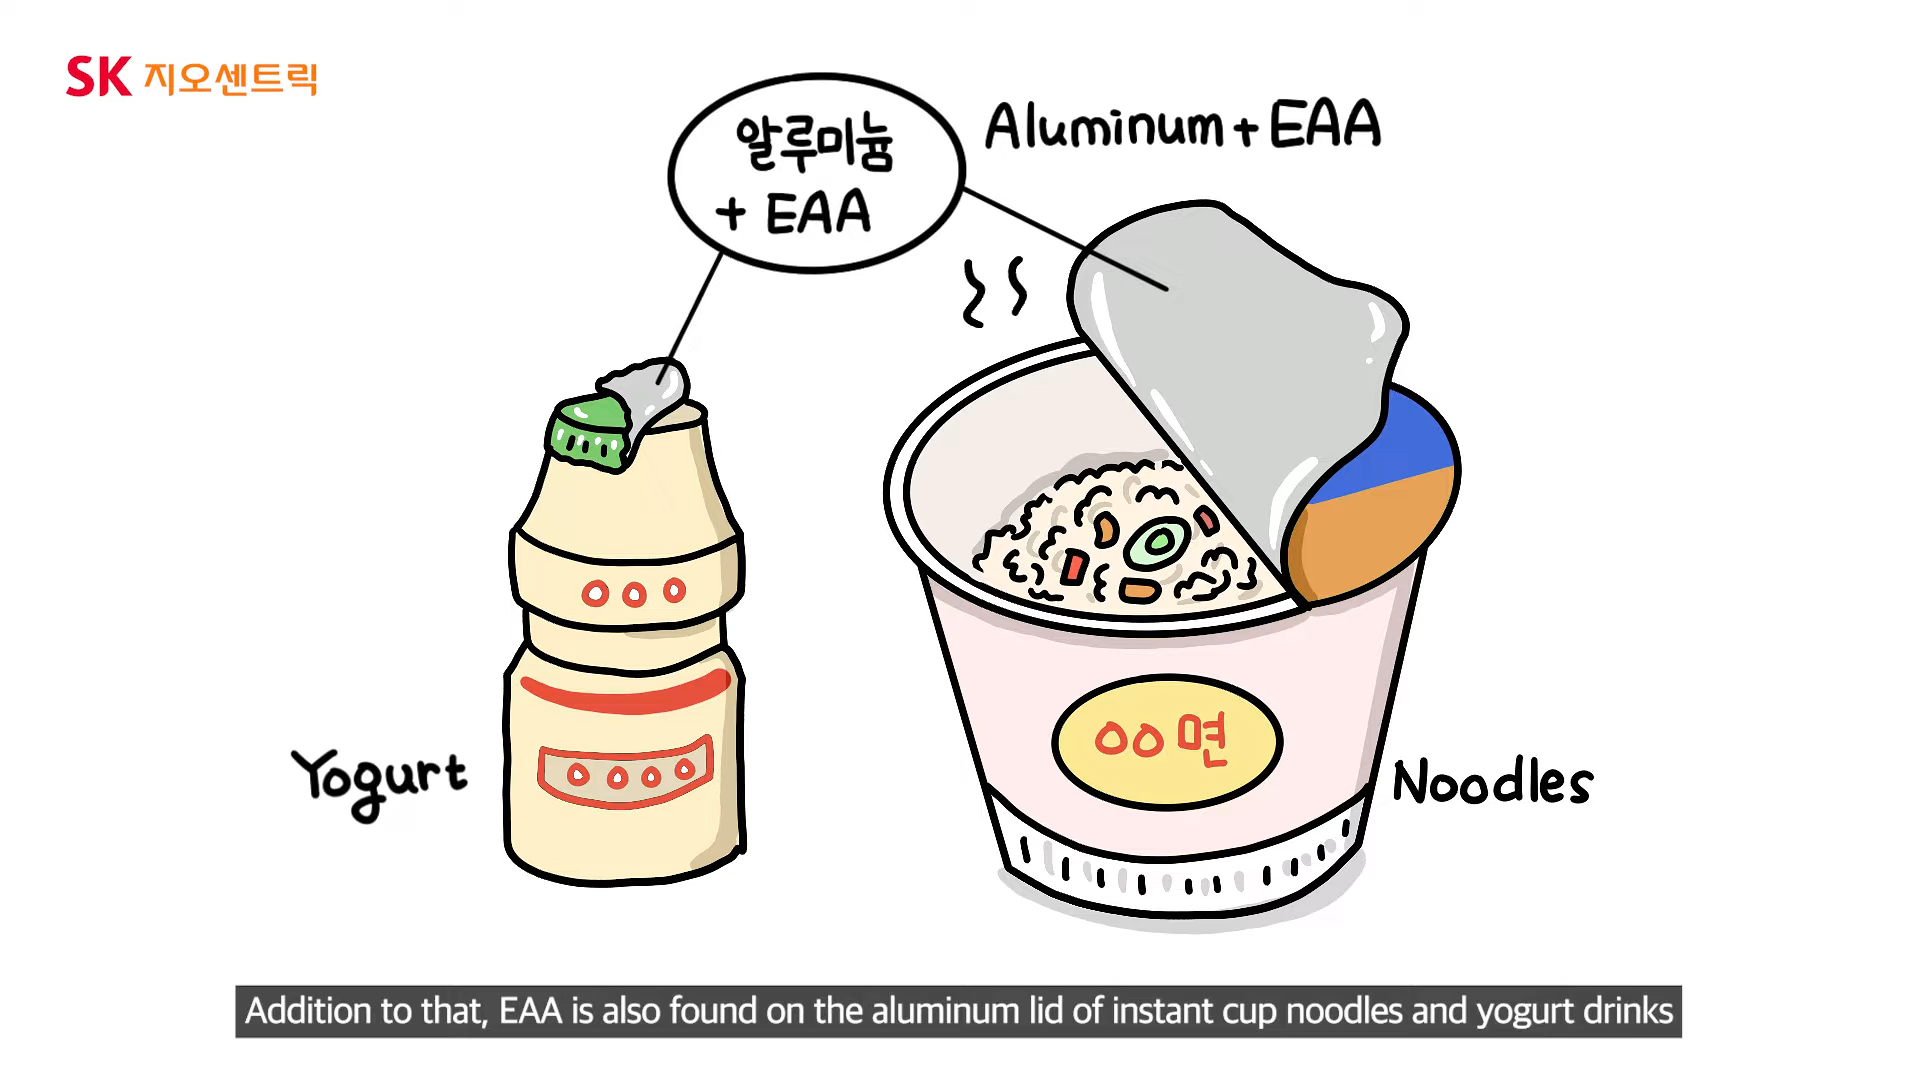 SK 지오센트릭
알루미늄
+ EAA
Aluminum + EAA
Yogurt
OO면
Noodles
Addition to that, EAA is also found on the aluminum lid of instant cup noodles and yogurt drinks